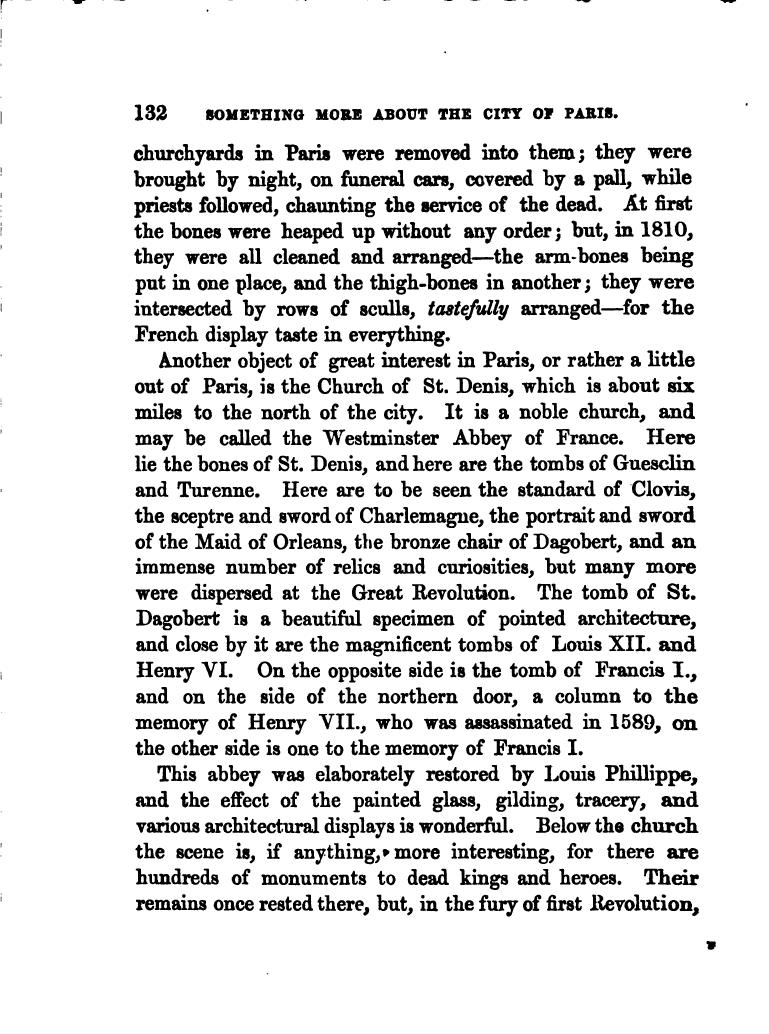 132 SOMETHING MORE ABOUT THE CITY OF PARIS.
churchyards in Paris were removed into them; they were
brought by night, on funeral cars, covered by a pall, while
priests followed, chaunting the service of the dead. At first
the bones were heaped up without any order; but, in 1810,
they were all cleaned and arranged—the arm-bones being
put in one place, and the thigh-bones in another; they were
intersected by rows of sculls, tastefully arranged—for the
French display taste in everything.
Another object of great interest in Paris, or rather a little
out of Paris, is the Church of St. Denis, which is about six
miles to the north of the city. It is a noble church, and
may be called the Westminster Abbey of France. Here
lie the bones of St. Denis, and here are the tombs of Guesclin
and Turenne. Here are to be seen the standard of Clovis,
the sceptre and sword of Charlemagne, the portrait and sword
of the Maid of Orleans, the bronze chair of Dagobert, and an
immense number of relics and curiosities, but many more
were dispersed at the Great Revolution. The tomb of St.
Dagobert is a beautiful specimen of pointed architecture,
and close by it are the magnificent tombs of Louis XII. and
Henry VI. On the opposite side is the tomb of Francis I.,
and on the side of the northern door, a column to the
memory of Henry VII., who was assassinated in 1589, on
the other side is one to the memory of Francis I.
This abbey was elaborately restored by Louis Phillippe,
and the effect of the painted glass, gilding, tracery, and
various architectural displays is wonderful. Below the church
the scene is, if anything, more interesting, for there are
hundreds of monuments to dead kings and heroes. Their
remains once rested there, but, in the fury of first Revolution,